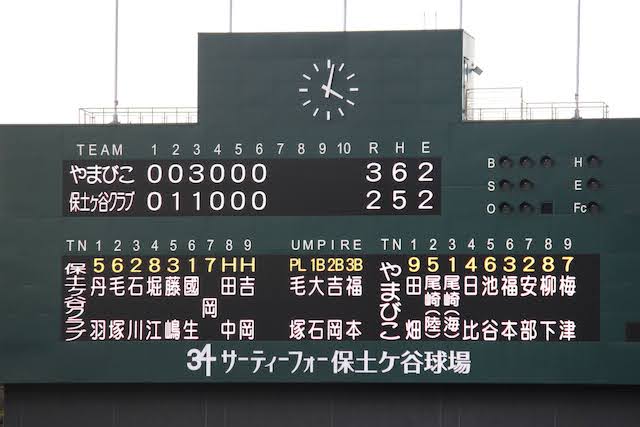 TEAM 1 2 3 4 5 6 7 8 9 10 R H E
やまびこ 0 0 3 0 0 0 3 6 2
保土ヶ谷クラブ 0 1 1 0 0 0 2 5 2
B H
S E
O Fc
TN 1 2 3 4 5 6 7 8 9 UMPIRE TN 1 2 3 4 5 6 7 8 9
5 6 2 8 3 1 7 H H PL 1B 2B 3B 9 5 1 4 6 3 2 8 7
保土ヶ谷クラブ
丹羽
毛塚
石川
堀江
藤嶋
國生
岡
田中
吉岡
毛塚
大石
吉岡
福本
やまびこ
田畑
尾崎(陸)
尾崎(海)
日比
池谷
福本
安部
柳下
梅津
34 サーティーフォー保土ケ谷球場